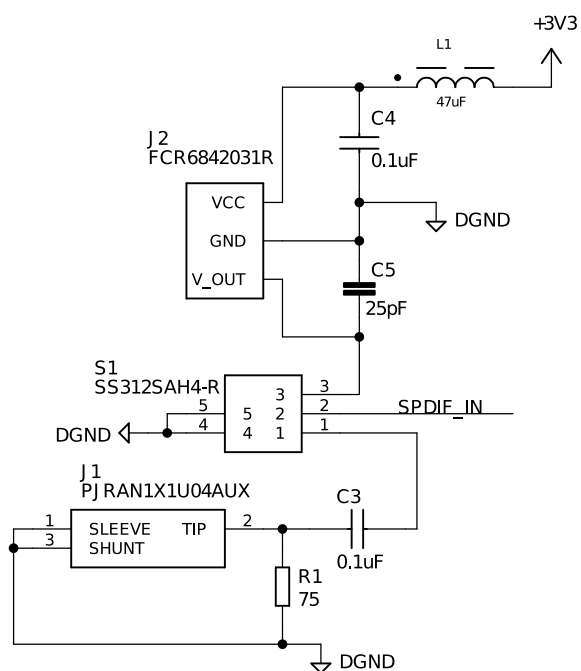 +3V3
L1
47uF
C4
0.1uF
J2
FCR6842031R
VCC
GND
V_OUT
DGND
C5
25pF
S1
SS312SAH4-R
3
5 5 2 2 SPDIF_IN
4 4 1 1
3
DGND
J1
PJRAN1X1U04AUX
1 SLEEVE TIP 2
3 SHUNT
C3
0.1uF
R1
75
DGND